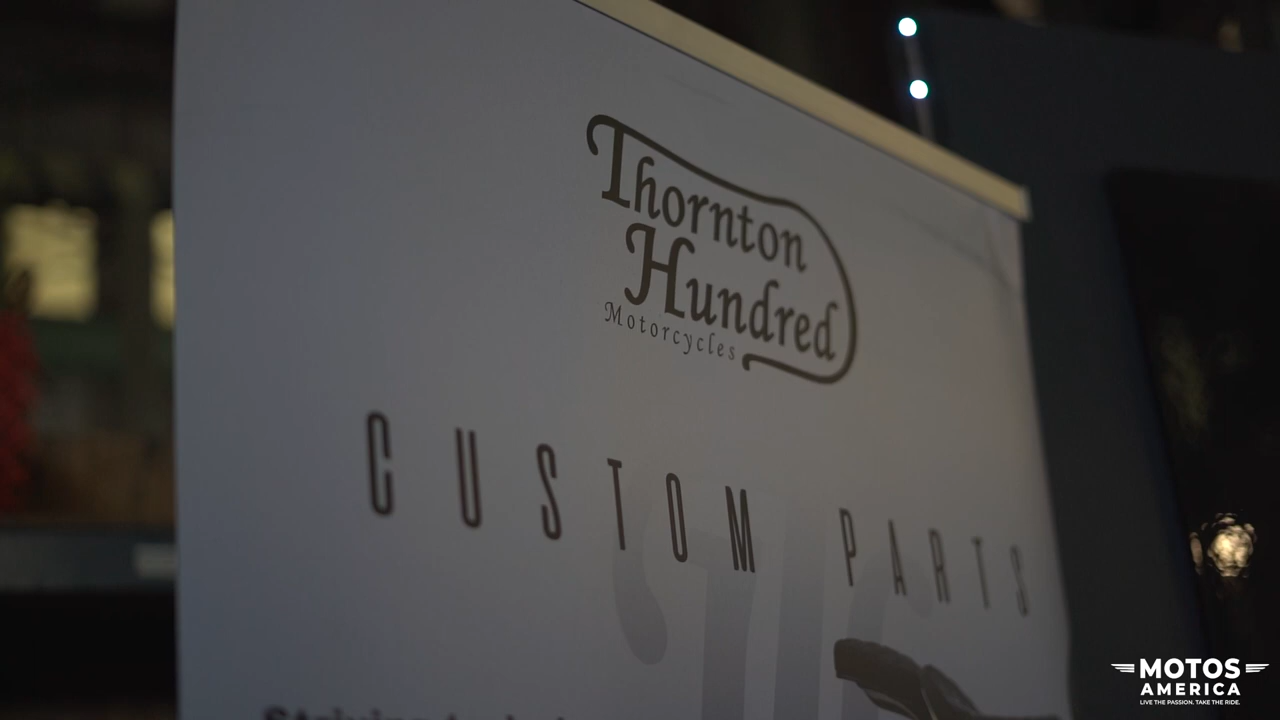 Thornton
Hundred
Motorcycles
CUSTOM PARTS
MOTOS
AMERICA
LIVE THE PASSION. TAKE THE RIDE.